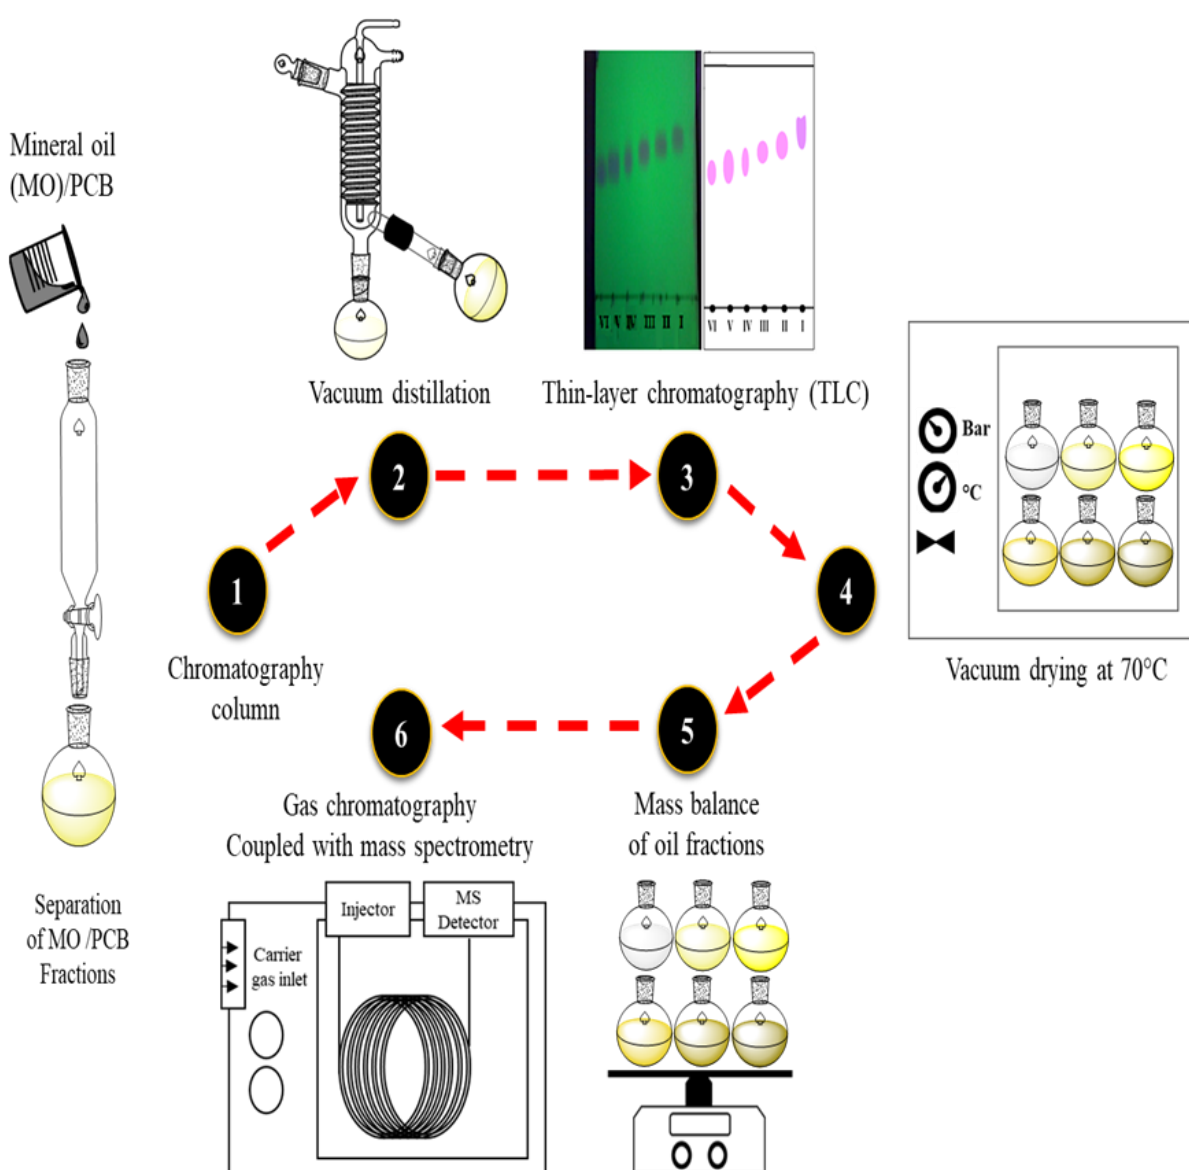 Mineral oil
(MO)/PCB
Separation
of MO /PCB
Fractions
1
Chromatography
column
2
Vacuum distillation
3
Thin-layer chromatography (TLC)
VI V IV III II I
VI V IV III II I
4
Bar
°C
Vacuum drying at 70°C
5
Mass balance
of oil fractions
6
Gas chromatography
Coupled with mass spectrometry
Injector
MS
Detector
Carrier
gas inlet